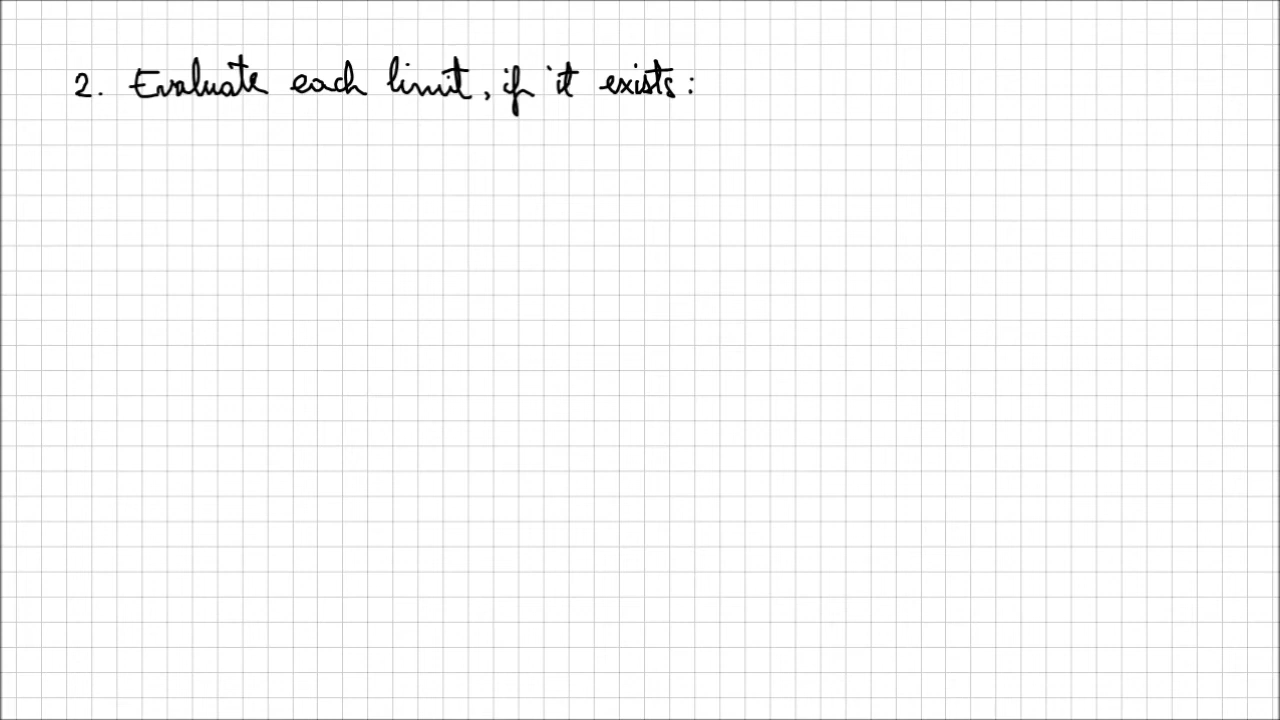 2. Evaluate each limit, if it exists: